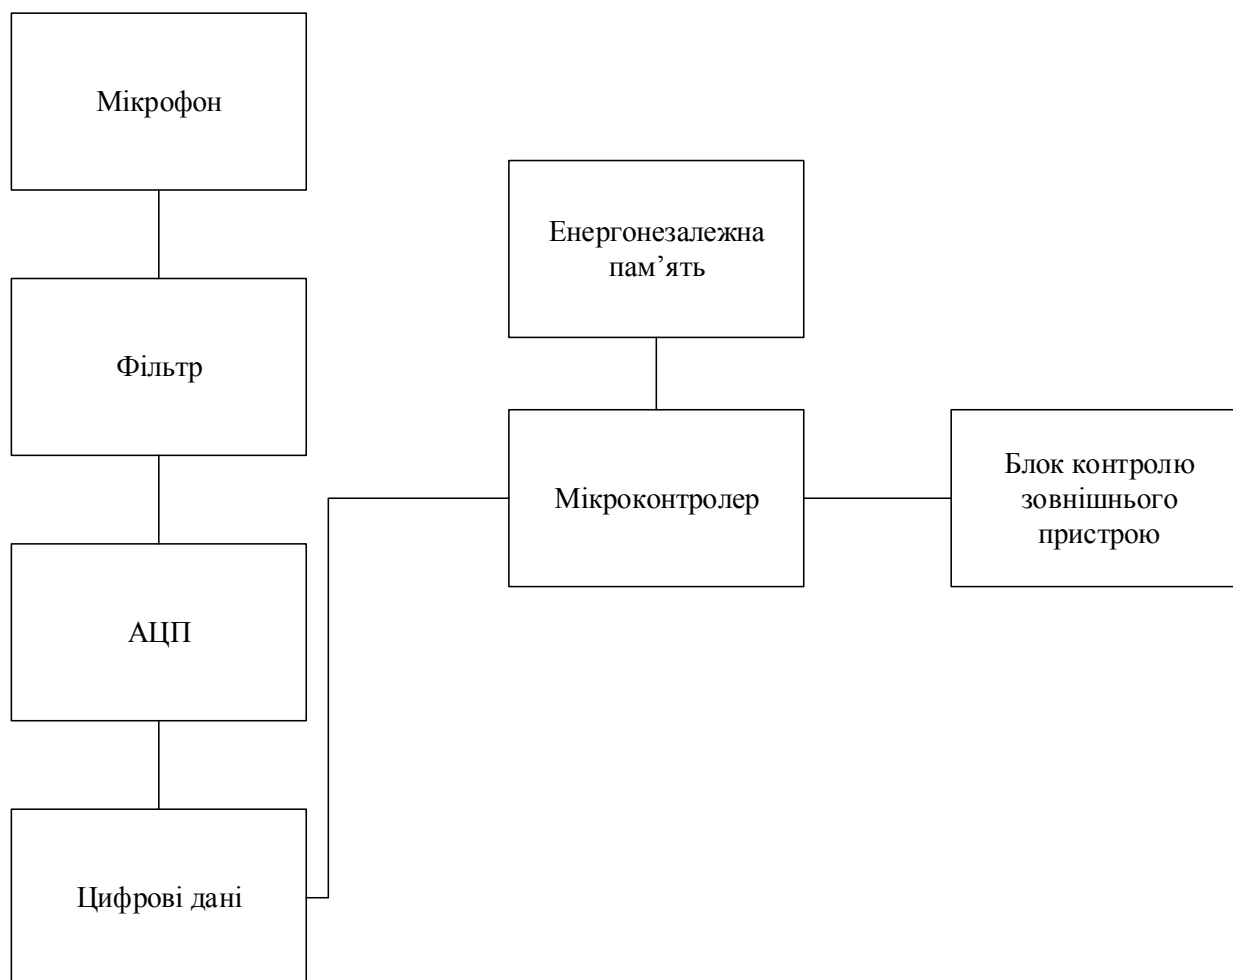 Мікрофон
Фільтр
АЦП
Цифрові дані
Енергонезалежна
пам’ять
Мікроконтролер
Блок контролю
зовнішнього
пристрою